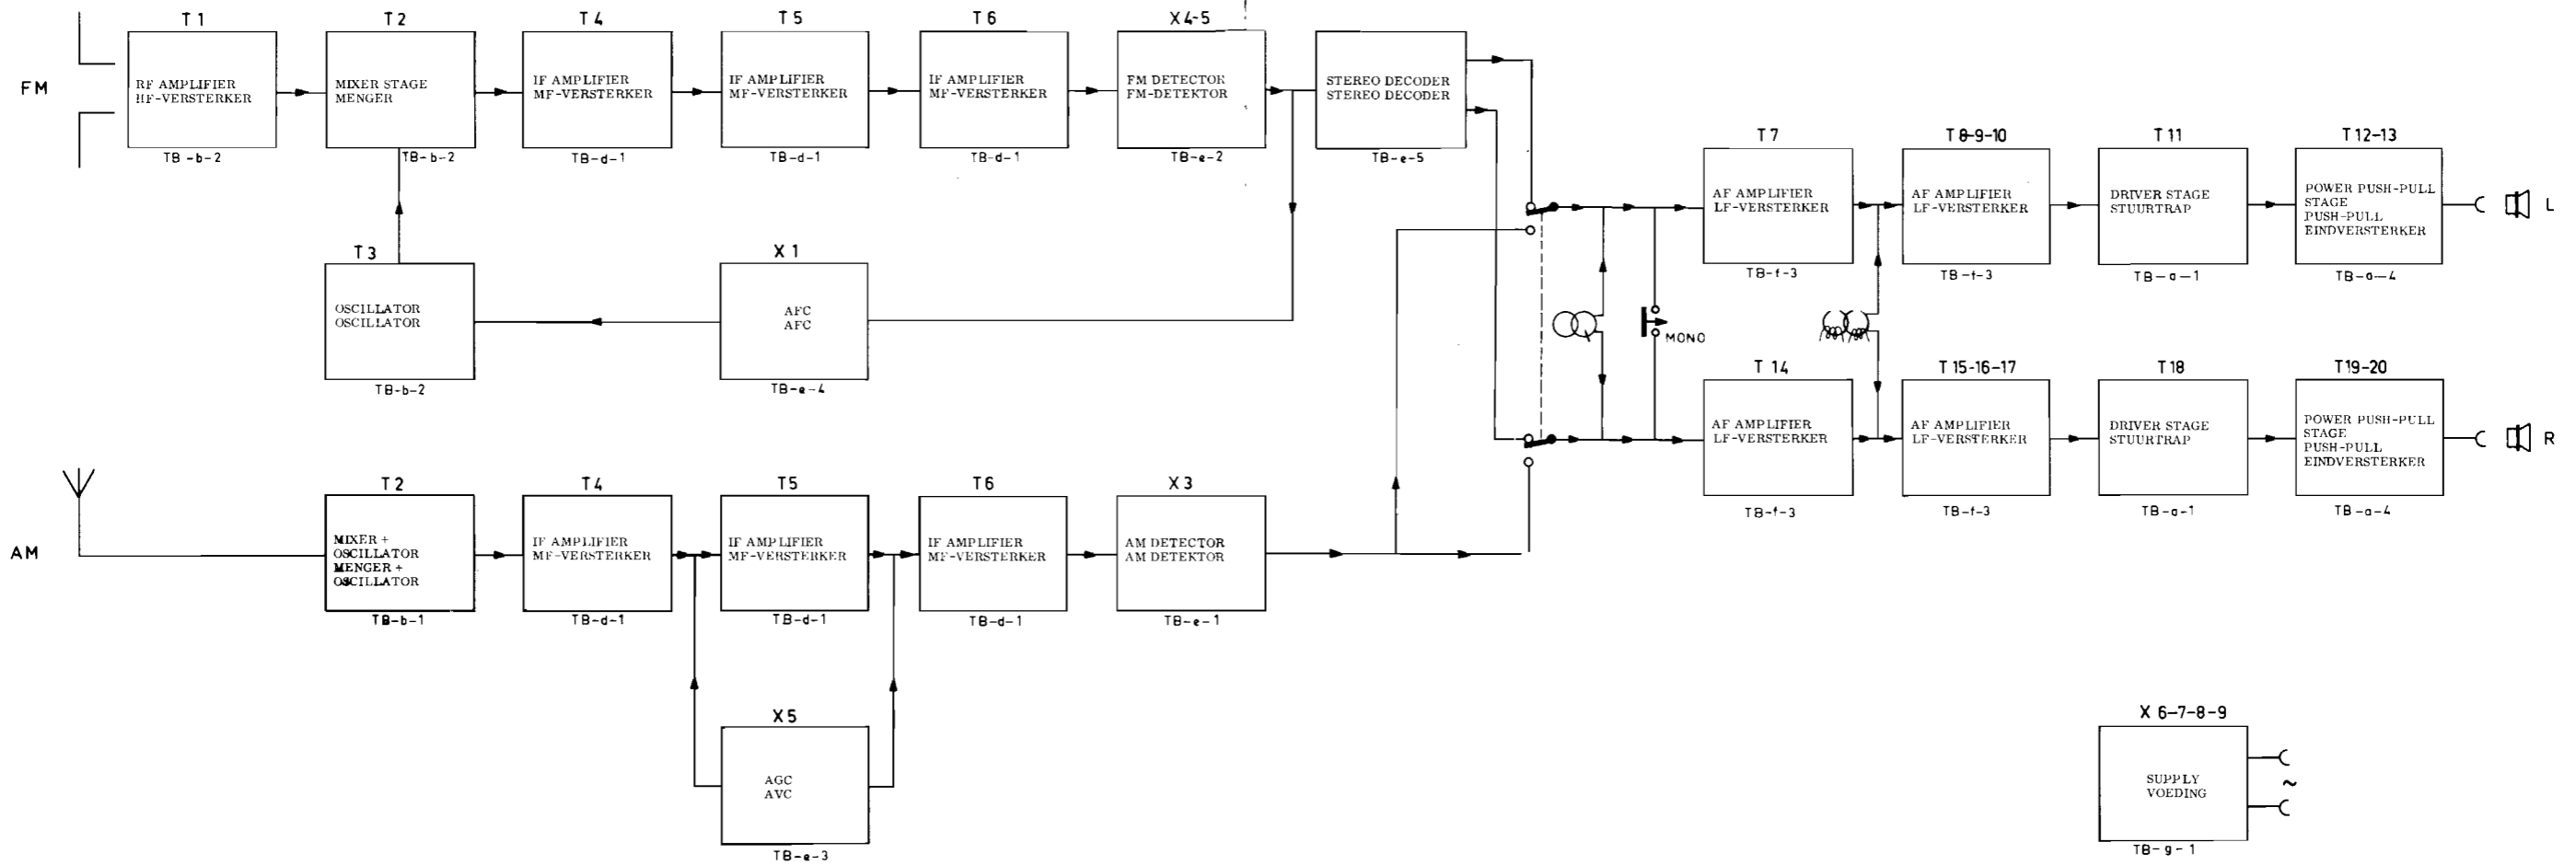 FM
T1
RF AMPLIFIER
HF-VERSTERKER
TB-b-2
T2
MIXER STAGE
MENGER
TB-b-2
T4
IF AMPLIFIER
MF-VERSTERKER
TB-d-1
T5
IF AMPLIFIER
MF-VERSTERKER
TB-d-1
T6
IF AMPLIFIER
MF-VERSTERKER
TB-d-1
X4-5
FM DETECTOR
FM-DETEKTOR
TB-e-2
STEREO DECODER
STEREO DECODER
TB-e-5
T3
OSCILLATOR
OSCILLATOR
TB-b-2
X1
AFC
AFC
TB-e-4
MONO
T7
AF AMPLIFIER
LF-VERSTERKER
TB-f-3
T8-9-10
AF AMPLIFIER
LF-VERSTERKER
TB-f-3
T11
DRIVER STAGE
STUURTRAP
TB-a-1
T12-13
POWER PUSH-PULL
STAGE
PUSH-PULL
EINDVERSTERKER
TB-a-4
L
T14
AF AMPLIFIER
LF-VERSTERKER
TB-f-3
T15-16-17
AF AMPLIFIER
LF-VERSTERKER
TB-f-3
T18
DRIVER STAGE
STUURTRAP
TB-a-1
T19-20
POWER PUSH-PULL
STAGE
PUSH-PULL
EINDVERSTERKER
TB-a-4
R
AM
T2
MIXER +
OSCILLATOR
MENGER +
OSCILLATOR
TB-b-1
T4
IF AMPLIFIER
MF-VERSTERKER
TB-d-1
T5
IF AMPLIFIER
MF-VERSTERKER
TB-d-1
T6
IF AMPLIFIER
MF-VERSTERKER
TB-d-1
X3
AM DETECTOR
AM DETEKTOR
TB-e-1
X5
AGC
AVC
TB-e-3
X 6-7-8-9
SUPPLY
VOEDING
~
TB-g-1